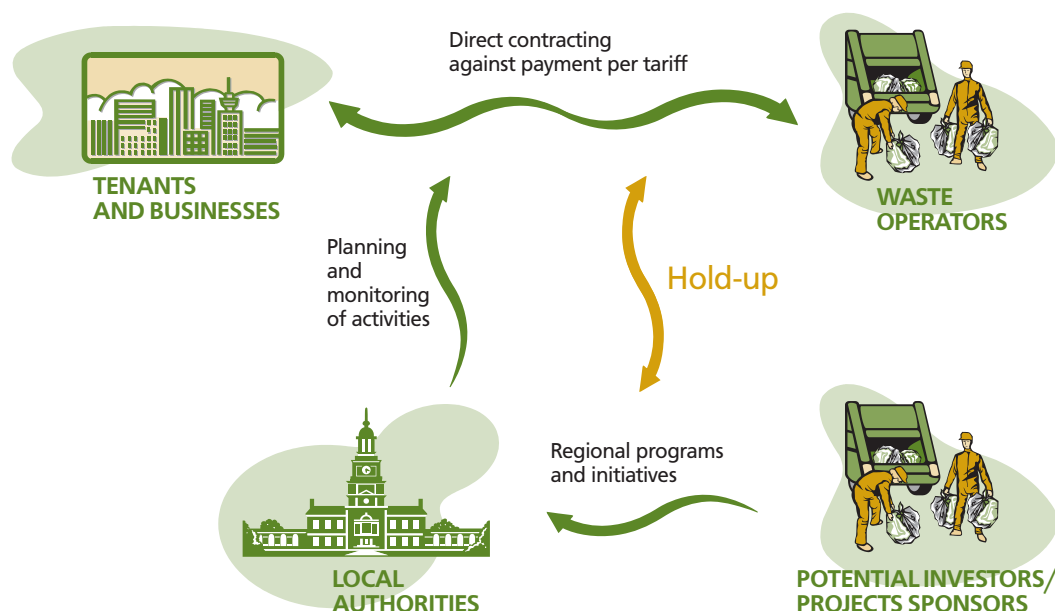 Direct contracting
against payment per tariff
TENANTS
AND BUSINESSES
WASTE
OPERATORS
Planning
and
monitoring
of activities
Hold-up
Regional programs
and initiatives
LOCAL
AUTHORITIES
POTENTIAL INVESTORS/
PROJECTS SPONSORS